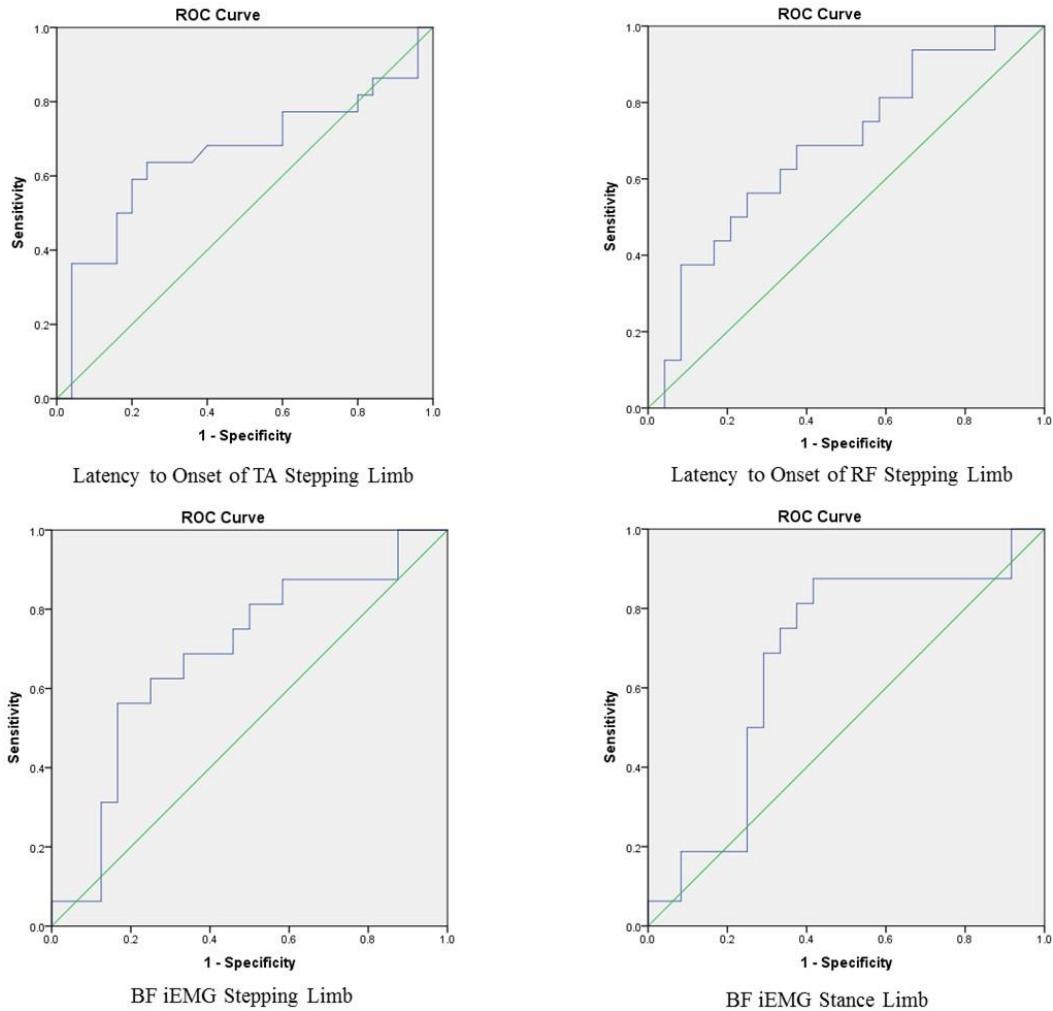 ROC Curve
1.0
0.8
0.6
0.4
0.2
0.0
Sensitivity
0.0 0.2 0.4 0.6 0.8 1.0
1 - Specificity
Latency to Onset of TA Stepping Limb
ROC Curve
1.0
0.8
0.6
0.4
0.2
0.0
Sensitivity
0.0 0.2 0.4 0.6 0.8 1.0
1 - Specificity
Latency to Onset of RF Stepping Limb
ROC Curve
1.0
0.8
0.6
0.4
0.2
0.0
Sensitivity
0.0 0.2 0.4 0.6 0.8 1.0
1 - Specificity
BF iEMG Stepping Limb
ROC Curve
1.0
0.8
0.6
0.4
0.2
0.0
Sensitivity
0.0 0.2 0.4 0.6 0.8 1.0
1 - Specificity
BF iEMG Stance Limb